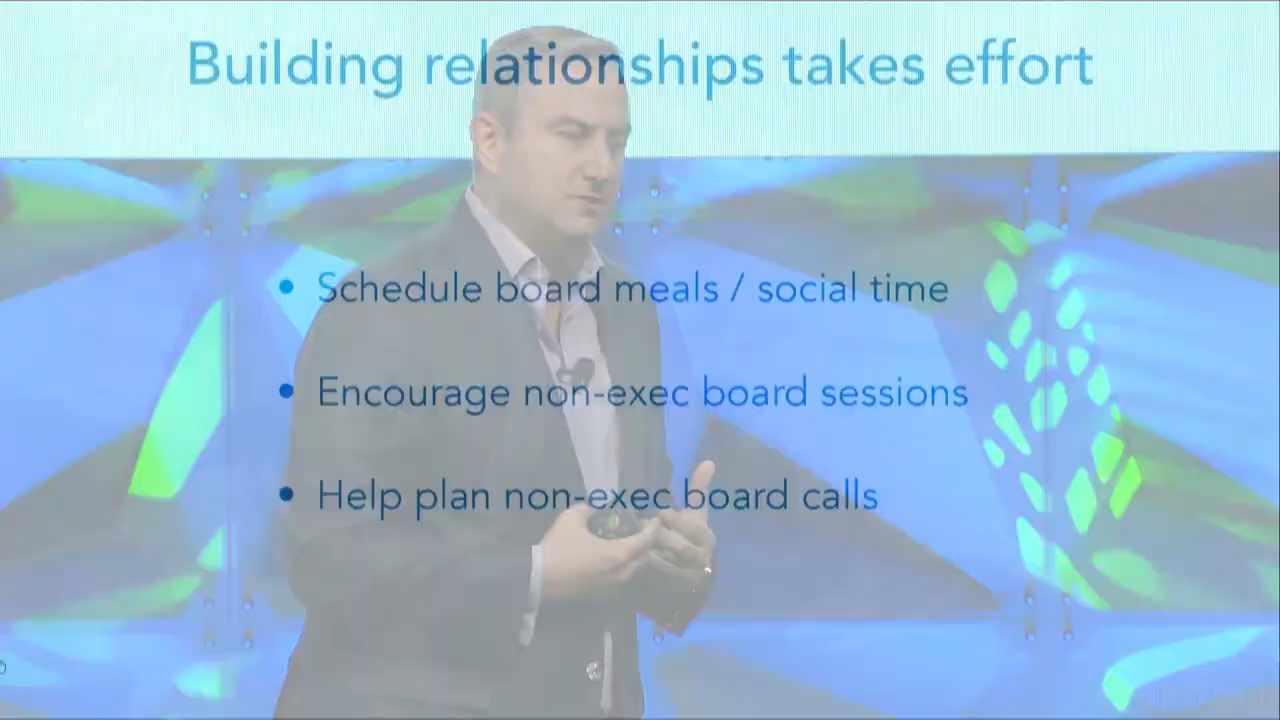 Building relationships takes effort
• Schedule board meals / social time
• Encourage non-exec board sessions
• Help plan non-exec board calls